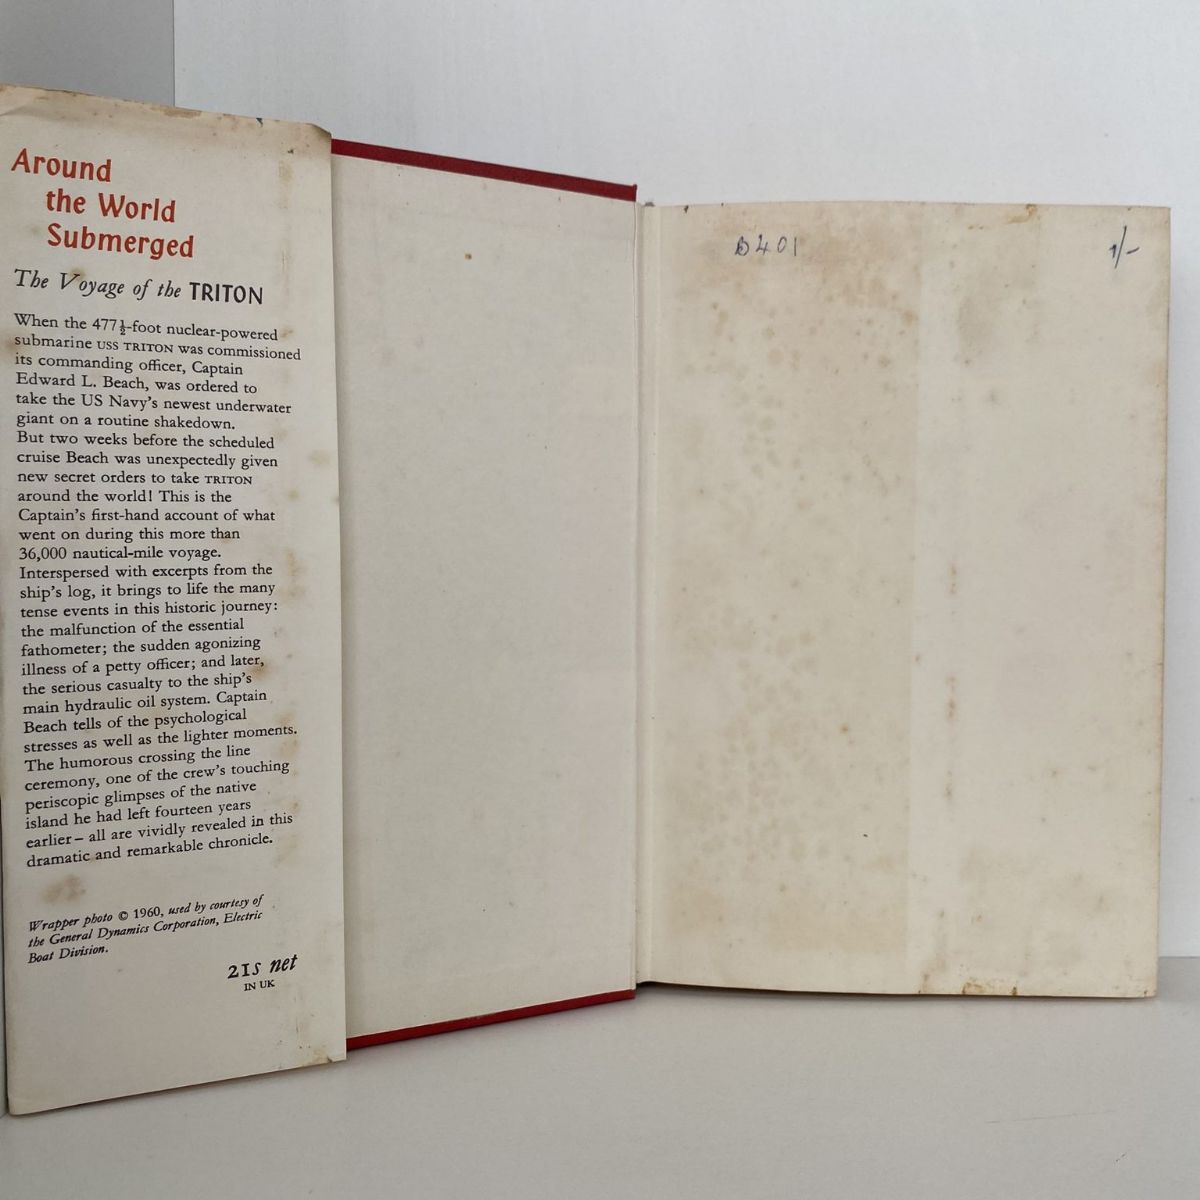 Around
the World
Submerged
The Voyage of the TRITON
When the 477½-foot nuclear-powered
submarine USS TRITON was commissioned
its commanding officer, Captain
Edward L. Beach, was ordered to
take the US Navy's newest underwater
giant on a routine shakedown.
But two weeks before the scheduled
cruise Beach was unexpectedly given
new secret orders to take TRITON
around the world! This is the
Captain's first-hand account of what
went on during this more than
36,000 nautical-mile voyage.
Interspersed with excerpts from the
ship's log, it brings to life the many
tense events in this historic journey:
the malfunction of the essential
fathometer; the sudden agonizing
illness of a petty officer; and later,
the serious casualty to the ship's
main hydraulic oil system. Captain
Beach tells of the psychological
stresses as well as the lighter moments.
The humorous crossing the line
ceremony, one of the crew's touching
periscopic glimpses of the native
island he had left fourteen years
earlier – all are vividly revealed in this
dramatic and remarkable chronicle.
Wrapper photo © 1960, used by courtesy of
the General Dynamics Corporation, Electric
Boat Division.
21s net
IN UK
B401
1/-